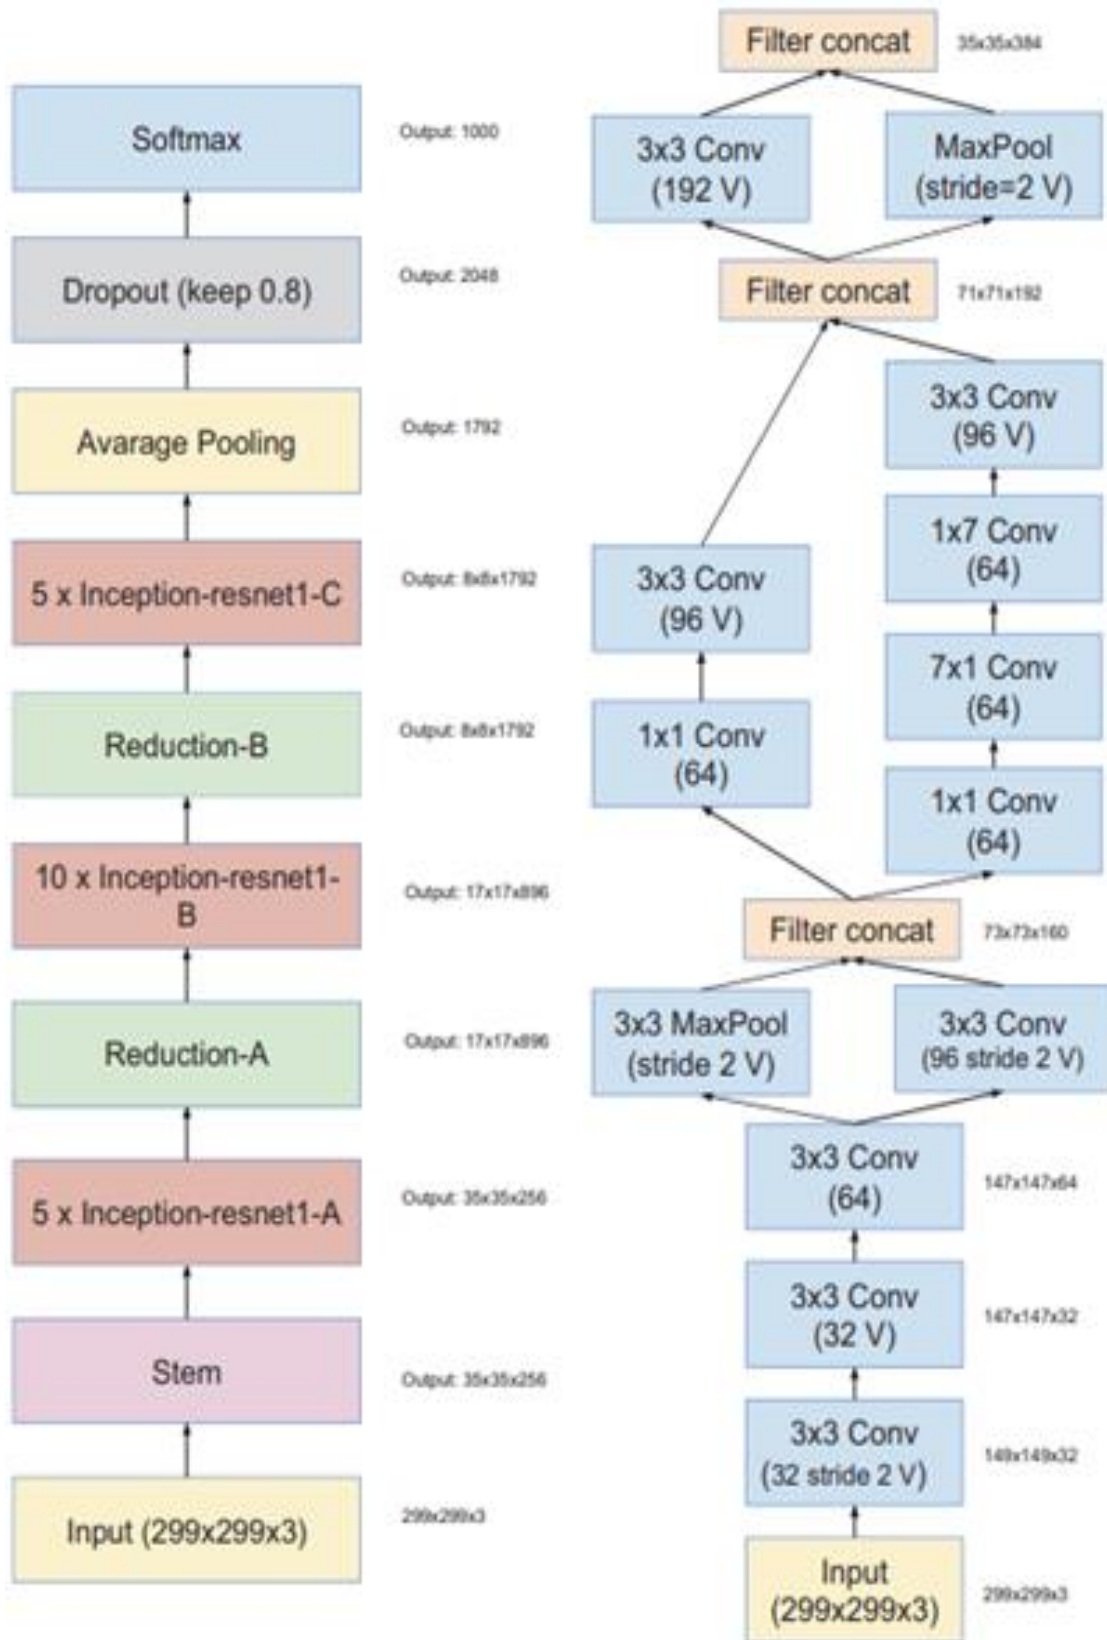 Softmax
Output: 1000
Dropout (keep 0.8)
Output: 2048
Avarage Pooling
Output: 1792
5 x Inception-resnet1-C
Output: 8x8x1792
Reduction-B
Output: 8x8x1792
10 x Inception-resnet1-
B
Output: 17x17x896
Reduction-A
Output: 17x17x896
5 x Inception-resnet1-A
Output: 35x35x256
Stem
Output: 35x35x256
Input (299x299x3)
299x299x3
Filter concat
35x35x384
3x3 Conv
(192 V)
MaxPool
(stride=2 V)
Filter concat
71x71x192
3x3 Conv
(96 V)
1x7 Conv
(64)
3x3 Conv
(96 V)
7x1 Conv
(64)
1x1 Conv
(64)
1x1 Conv
(64)
Filter concat
73x73x160
3x3 MaxPool
(stride 2 V)
3x3 Conv
(96 stride 2 V)
3x3 Conv
(64)
147x147x64
3x3 Conv
(32 V)
147x147x32
3x3 Conv
(32 stride 2 V)
149x149x32
Input
(299x299x3)
299x299x3